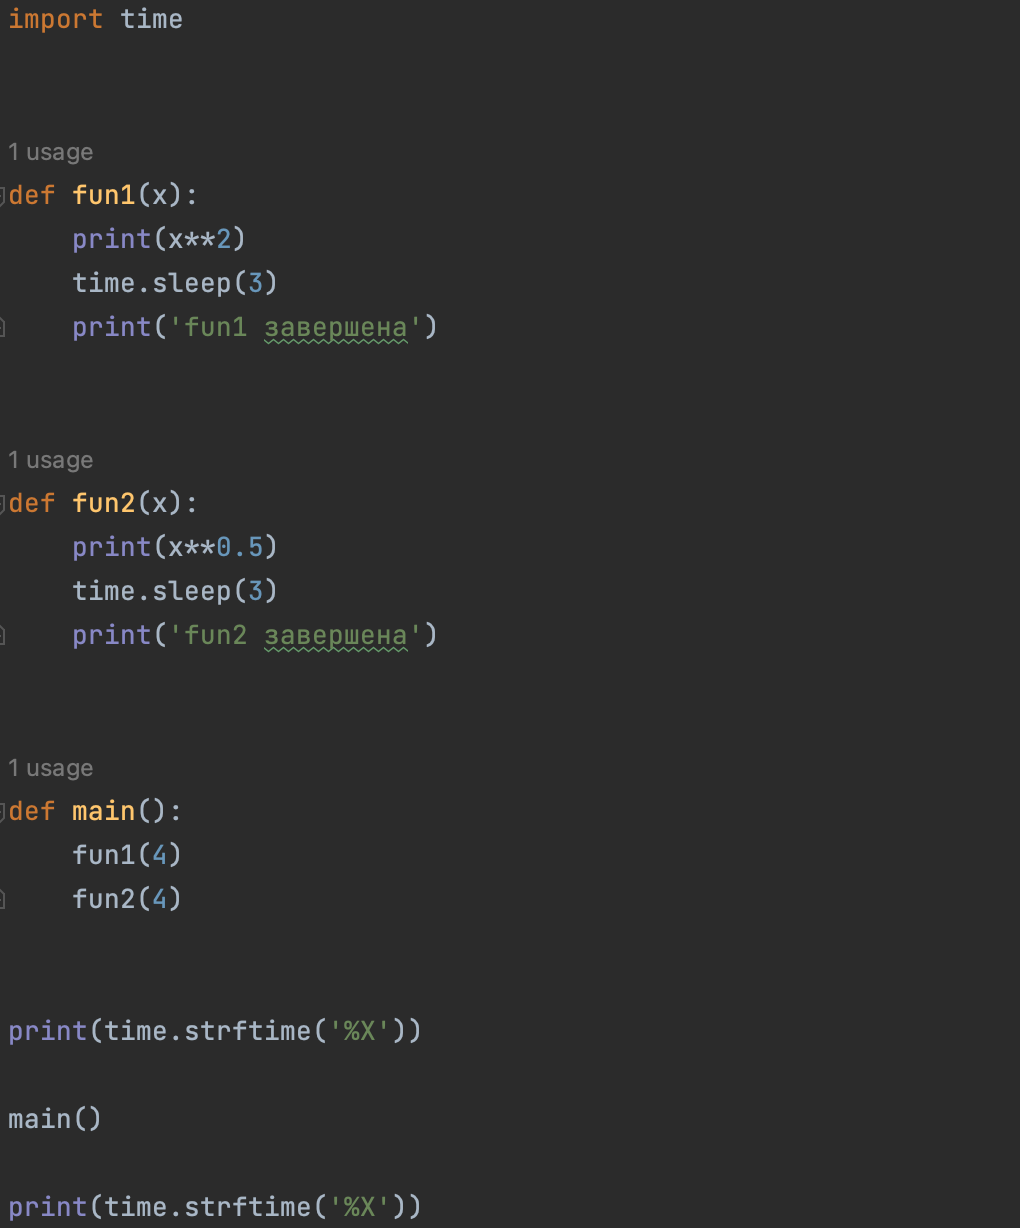 import time
1 usage
def fun1(x):
    print(x**2)
    time.sleep(3)
    print('fun1 завершена')
1 usage
def fun2(x):
    print(x**0.5)
    time.sleep(3)
    print('fun2 завершена')
1 usage
def main():
    fun1(4)
    fun2(4)
print(time.strftime('%X'))
main()
print(time.strftime('%X'))